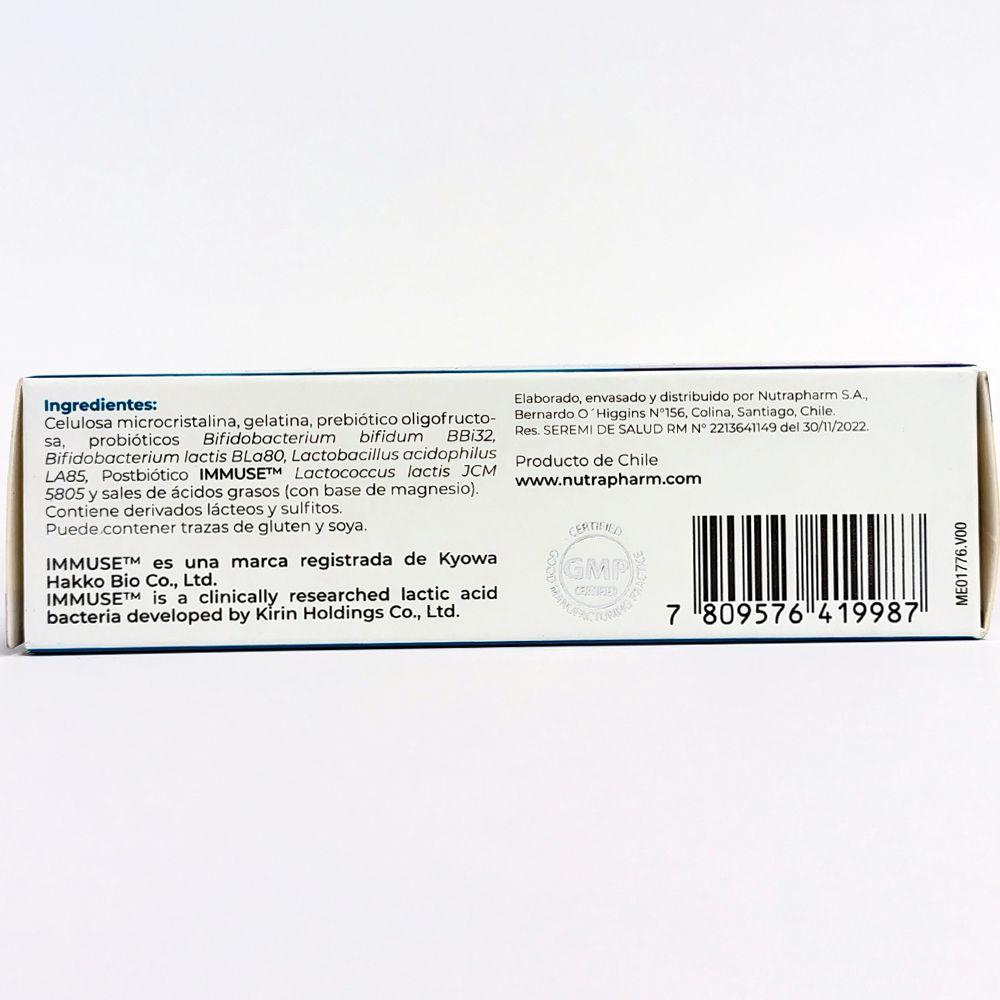 Ingredientes:
Celulosa microcristalina, gelatina, prebiótico oligofructo-
sa, probióticos Bifidobacterium bifidum BBi32,
Bifidobacterium lactis BLa80, Lactobacillus acidophilus
LA85, Postbiótico IMMUSE™ Lactococcus lactis JCM
5805 y sales de ácidos grasos (con base de magnesio).
Contiene derivados lácteos y sulfitos.
Puede contener trazas de gluten y soya.
IMMUSE™ es una marca registrada de Kyowa
Hakko Bio Co., Ltd.
IMMUSE™ is a clinically researched lactic acid
bacteria developed by Kirin Holdings Co., Ltd.
Elaborado, envasado y distribuido por Nutrapharm S.A.,
Bernardo O´Higgins N°156, Colina, Santiago, Chile.
Res. SEREMI DE SALUD RM N° 2213641149 del 30/11/2022.
Producto de Chile
www.nutrapharm.com
CERTIFIED
GMP
CERTIFIED
GOOD MANUFACTURING PRACTICE
7 809576 419987
ME01776.V00